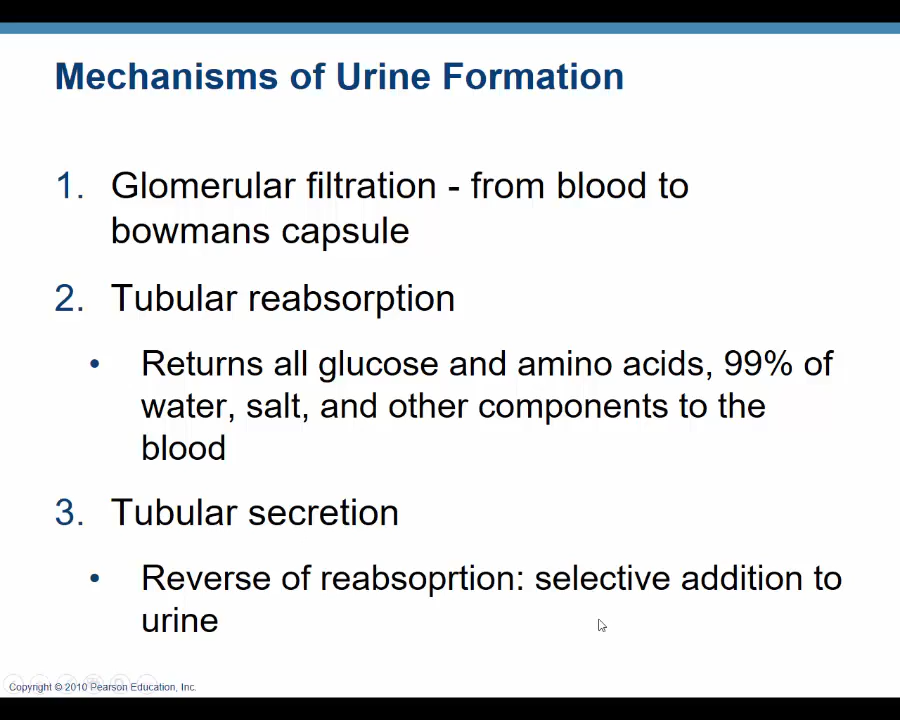 Mechanisms of Urine Formation
1. Glomerular filtration - from blood to
bowmans capsule
2. Tubular reabsorption
• Returns all glucose and amino acids, 99% of
water, salt, and other components to the
blood
3. Tubular secretion
• Reverse of reabsoprtion: selective addition to
urine
Copyright © 2010 Pearson Education, Inc.